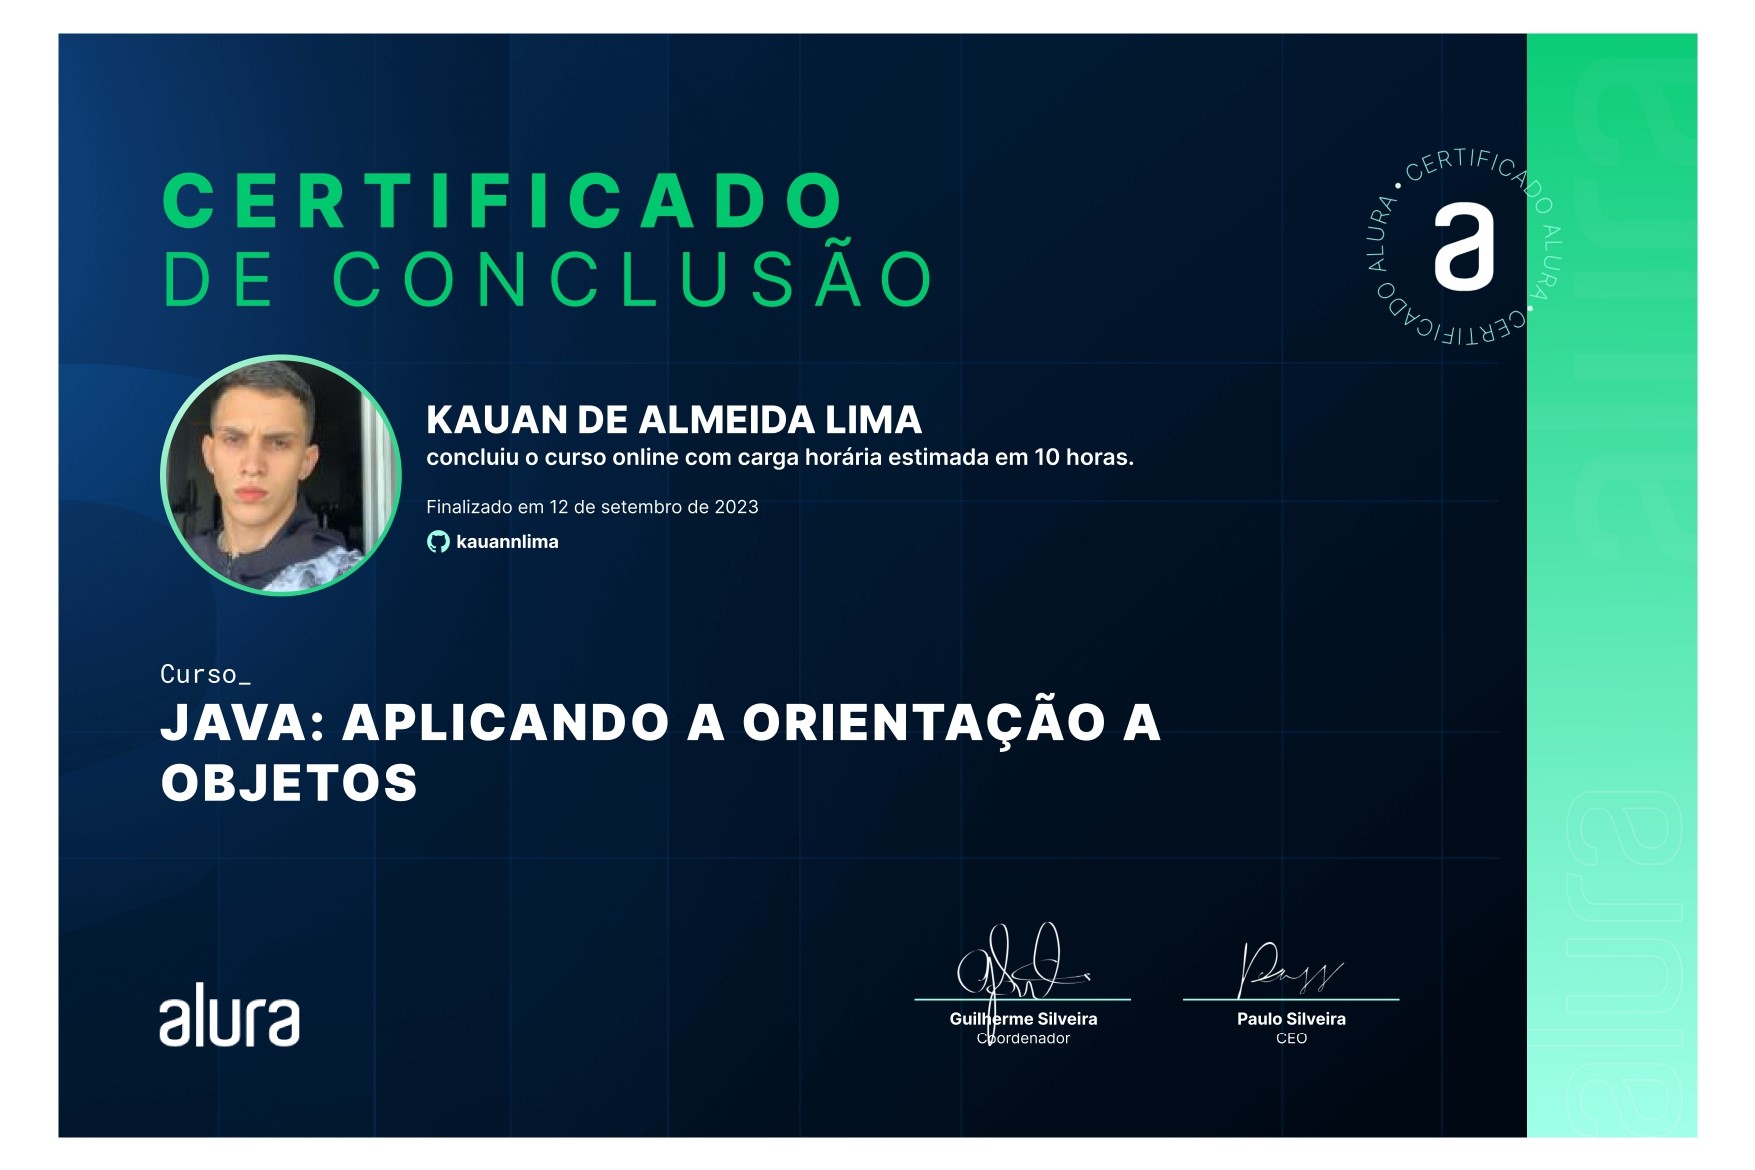 CERTIFICADO
DE CONCLUSÃO
• CERTIFICADO ALURA • CERTIFICADO ALURA
a
KAUAN DE ALMEIDA LIMA
concluiu o curso online com carga horária estimada em 10 horas.
Finalizado em 12 de setembro de 2023
kauannlima
Curso_
JAVA: APLICANDO A ORIENTAÇÃO A
OBJETOS
alura
Guilherme Silveira
Coordenador
Paulo Silveira
CEO
alura
alura